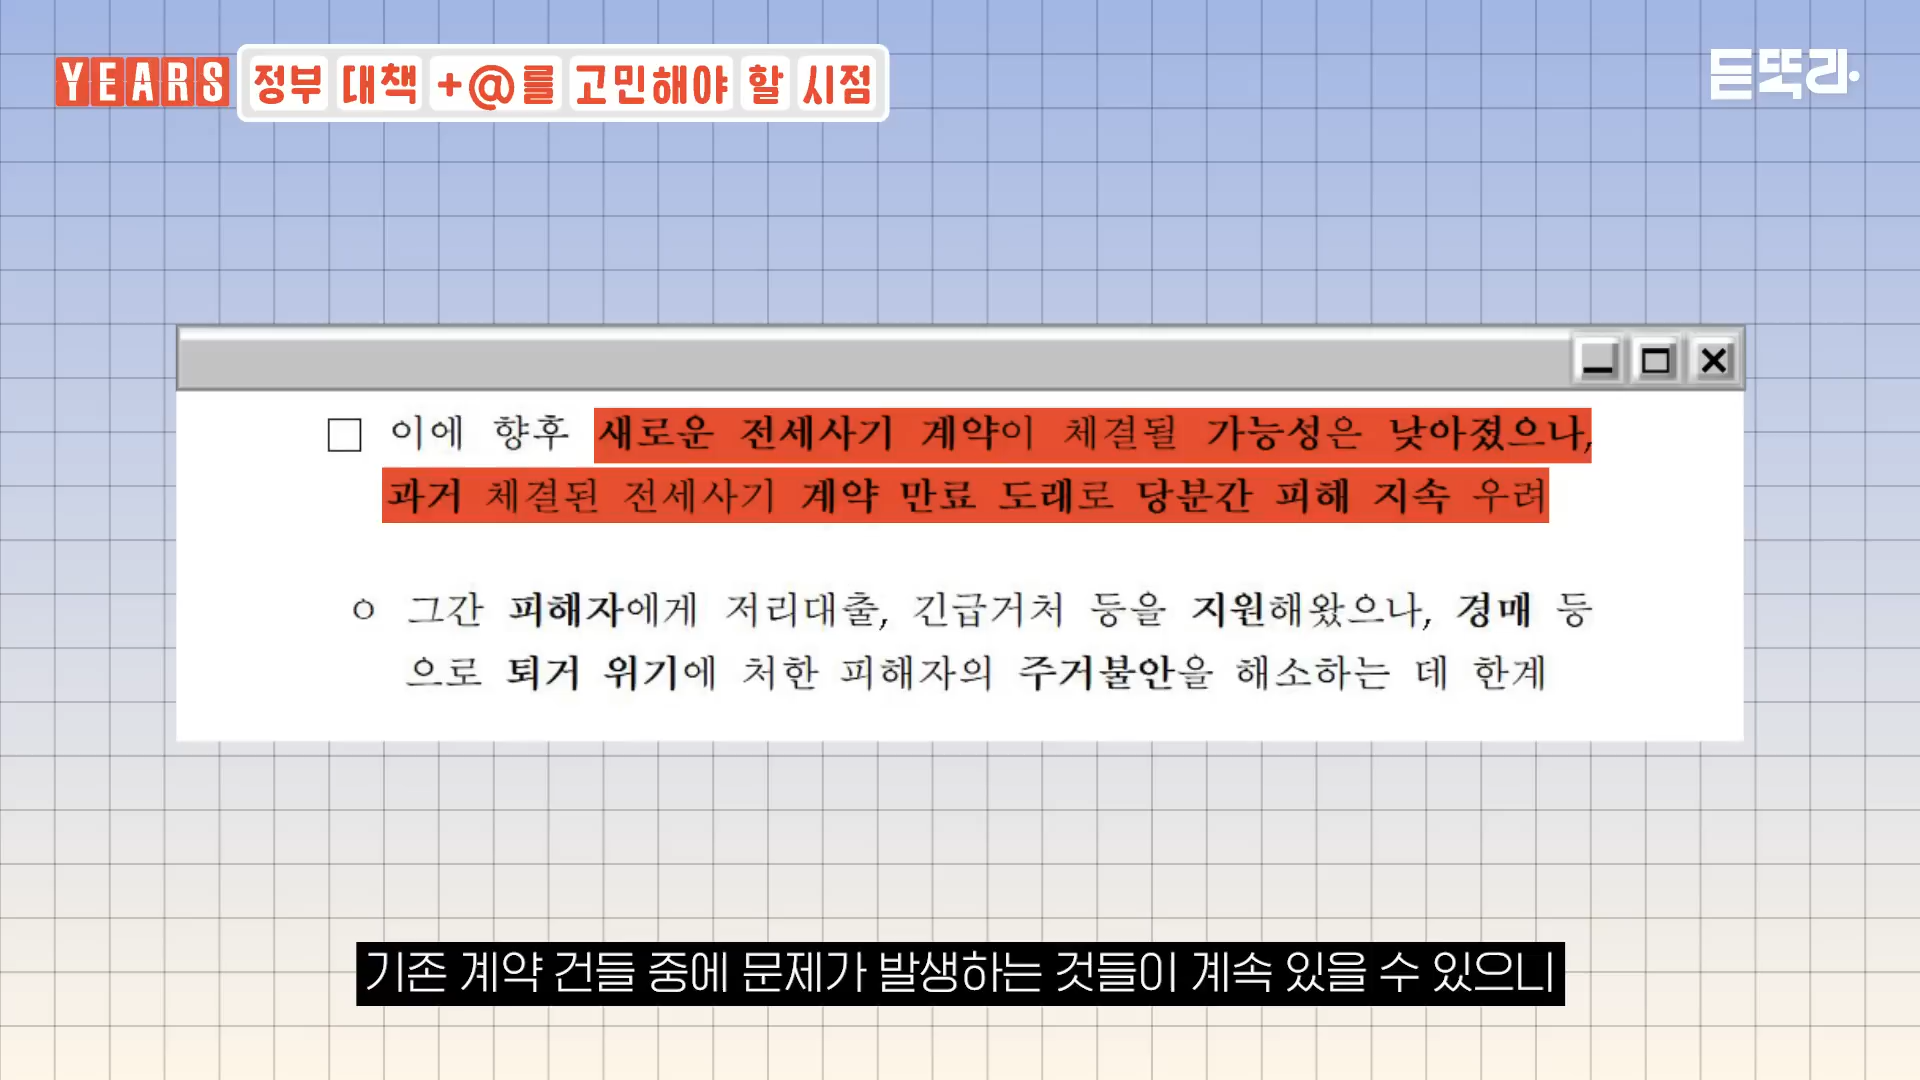 YEARS 정부 대책 +@를 고민해야 할 시점
듣똑라
□ 이에 향후 새로운 전세사기 계약이 체결될 가능성은 낮아졌으나,
과거 체결된 전세사기 계약 만료 도래로 당분간 피해 지속 우려
ㅇ 그간 피해자에게 저리대출, 긴급거처 등을 지원해왔으나, 경매 등
으로 퇴거 위기에 처한 피해자의 주거불안을 해소하는 데 한계
기존 계약 건들 중에 문제가 발생하는 것들이 계속 있을 수 있으니